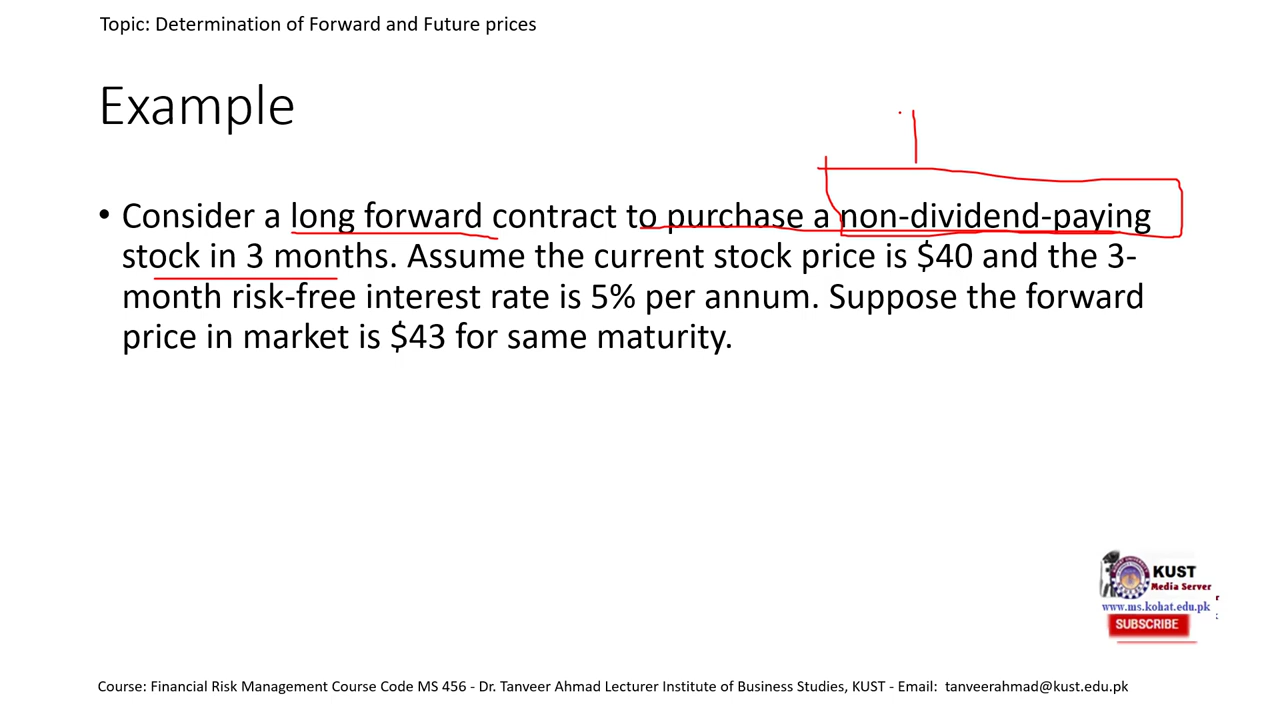 Topic: Determination of Forward and Future prices
Example
• Consider a long forward contract to purchase a non-dividend-paying
stock in 3 months. Assume the current stock price is $40 and the 3-
month risk-free interest rate is 5% per annum. Suppose the forward
price in market is $43 for same maturity.
KUST
Media Server
www.ms.kohat.edu.pk
SUBSCRIBE
Course: Financial Risk Management Course Code MS 456 - Dr. Tanveer Ahmad Lecturer Institute of Business Studies, KUST - Email: tanveerahmad@kust.edu.pk